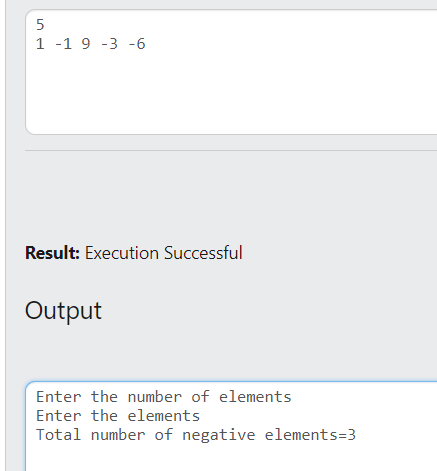 5
1 -1 9 -3 -6
Result: Execution Successful
Output
Enter the number of elements
Enter the elements
Total number of negative elements=3